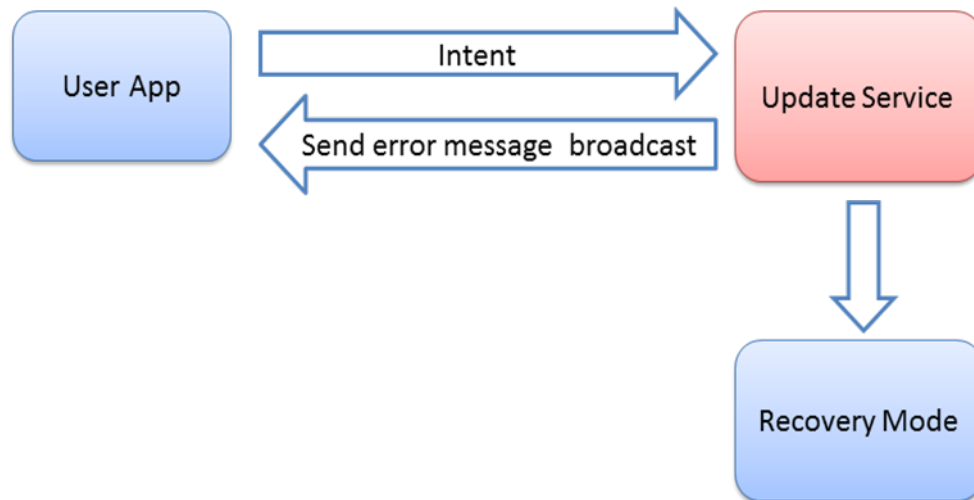 User App
Intent
Send error message broadcast
Update Service
Recovery Mode